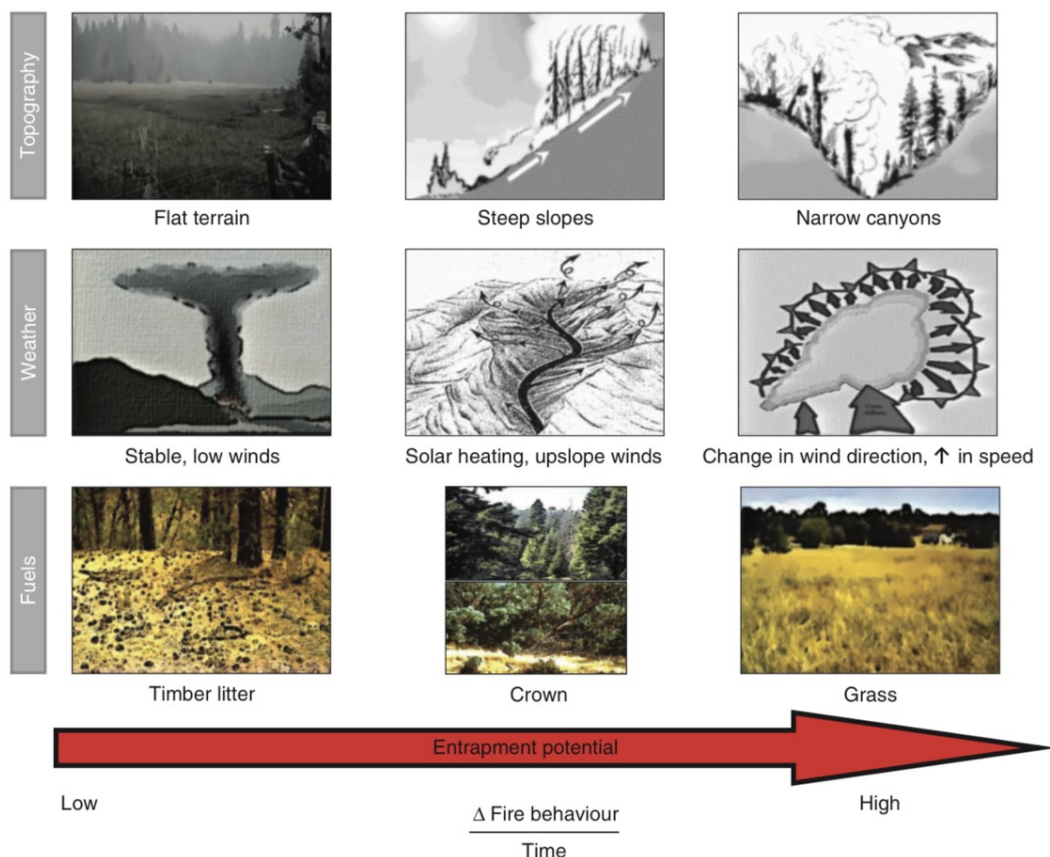 Topography
Flat terrain
Steep slopes
Narrow canyons
Weather
Stable, low winds
Solar heating, upslope winds
Change in wind direction, ↑ in speed
Fuels
Timber litter
Crown
Grass
Entrapment potential
Low
High
Δ Fire behaviour
Time